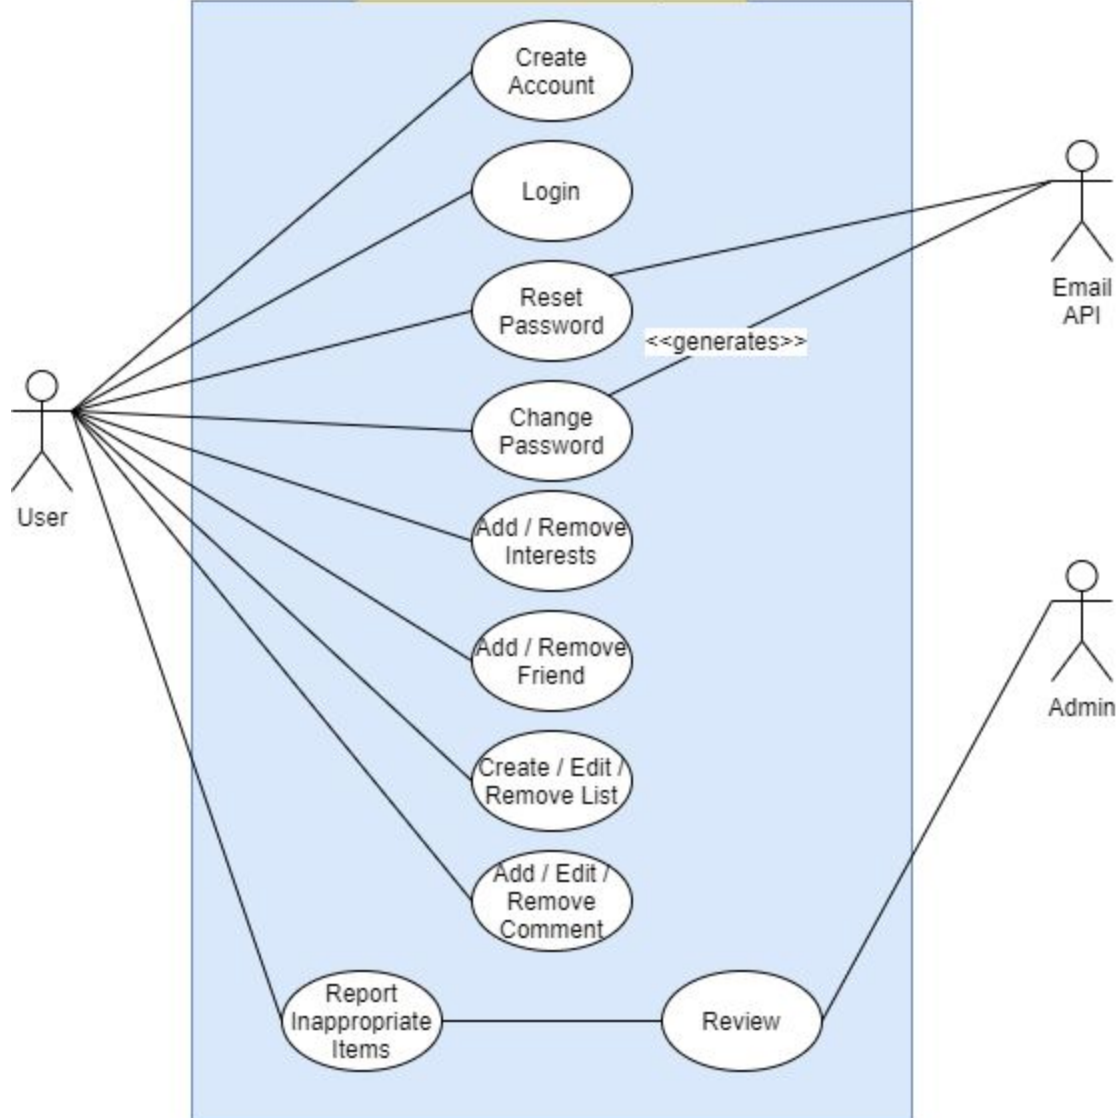 Create
Account
Login
Reset
Password
<<generates>>
Change
Password
Add / Remove
Interests
Add / Remove
Friend
Create / Edit /
Remove List
Add / Edit /
Remove
Comment
Report
Inappropriate
Items
Review
User
Email
API
Admin